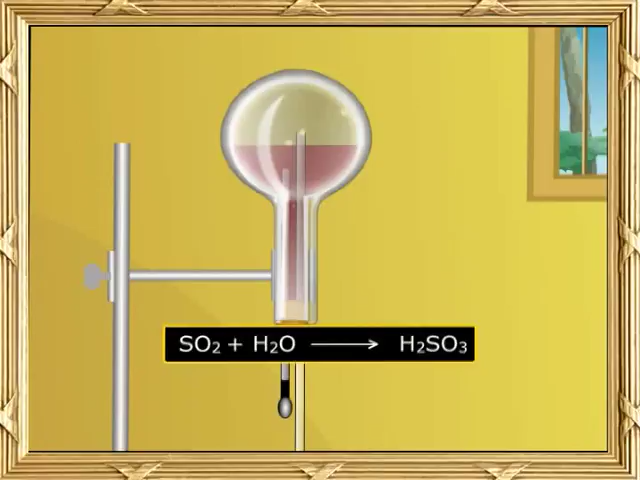 SO₂ + H₂O ⟶ H₂SO₃